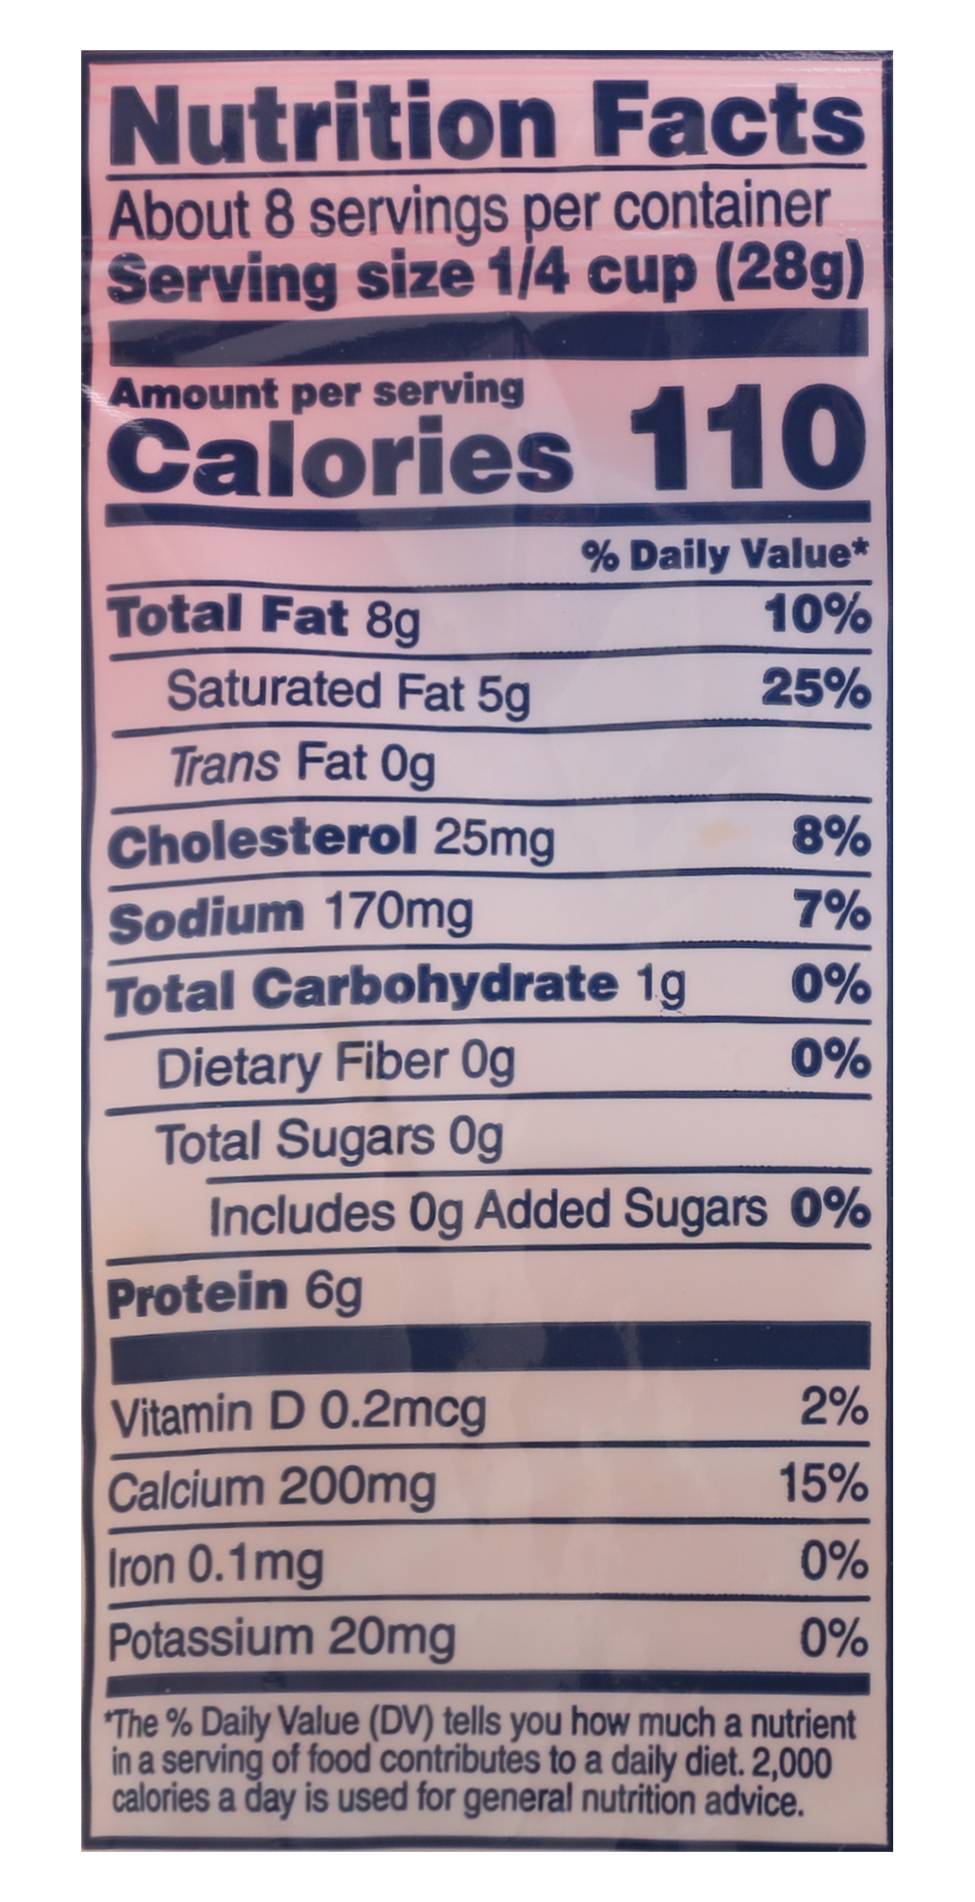 Nutrition Facts
About 8 servings per container
Serving size 1/4 cup (28g)
Amount per serving
Calories 110
% Daily Value*
Total Fat 8g 10%
Saturated Fat 5g 25%
Trans Fat 0g
Cholesterol 25mg 8%
Sodium 170mg 7%
Total Carbohydrate 1g 0%
Dietary Fiber 0g 0%
Total Sugars 0g
Includes 0g Added Sugars 0%
Protein 6g
Vitamin D 0.2mcg 2%
Calcium 200mg 15%
Iron 0.1mg 0%
Potassium 20mg 0%
*The % Daily Value (DV) tells you how much a nutrient
in a serving of food contributes to a daily diet. 2,000
calories a day is used for general nutrition advice.